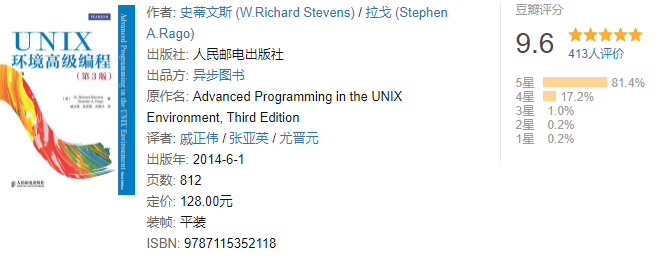 PEARSON
UNIX
环境高级编程
（第3版）
Advanced Programming in the UNIX Environment
人民邮电出版社
作者: 史蒂文斯 (W.Richard Stevens) / 拉戈 (Stephen
A.Rago)
出版社: 人民邮电出版社
出品方: 异步图书
原作名: Advanced Programming in the UNIX
Environment, Third Edition
译者: 戚正伟 / 张亚英 / 尤晋元
出版年: 2014-6-1
页数: 812
定价: 128.00元
装帧: 平装
ISBN: 9787115352118
豆瓣评分
9.6
413人评价
5星 81.4%
4星 17.2%
3星 1.0%
2星 0.2%
1星 0.2%